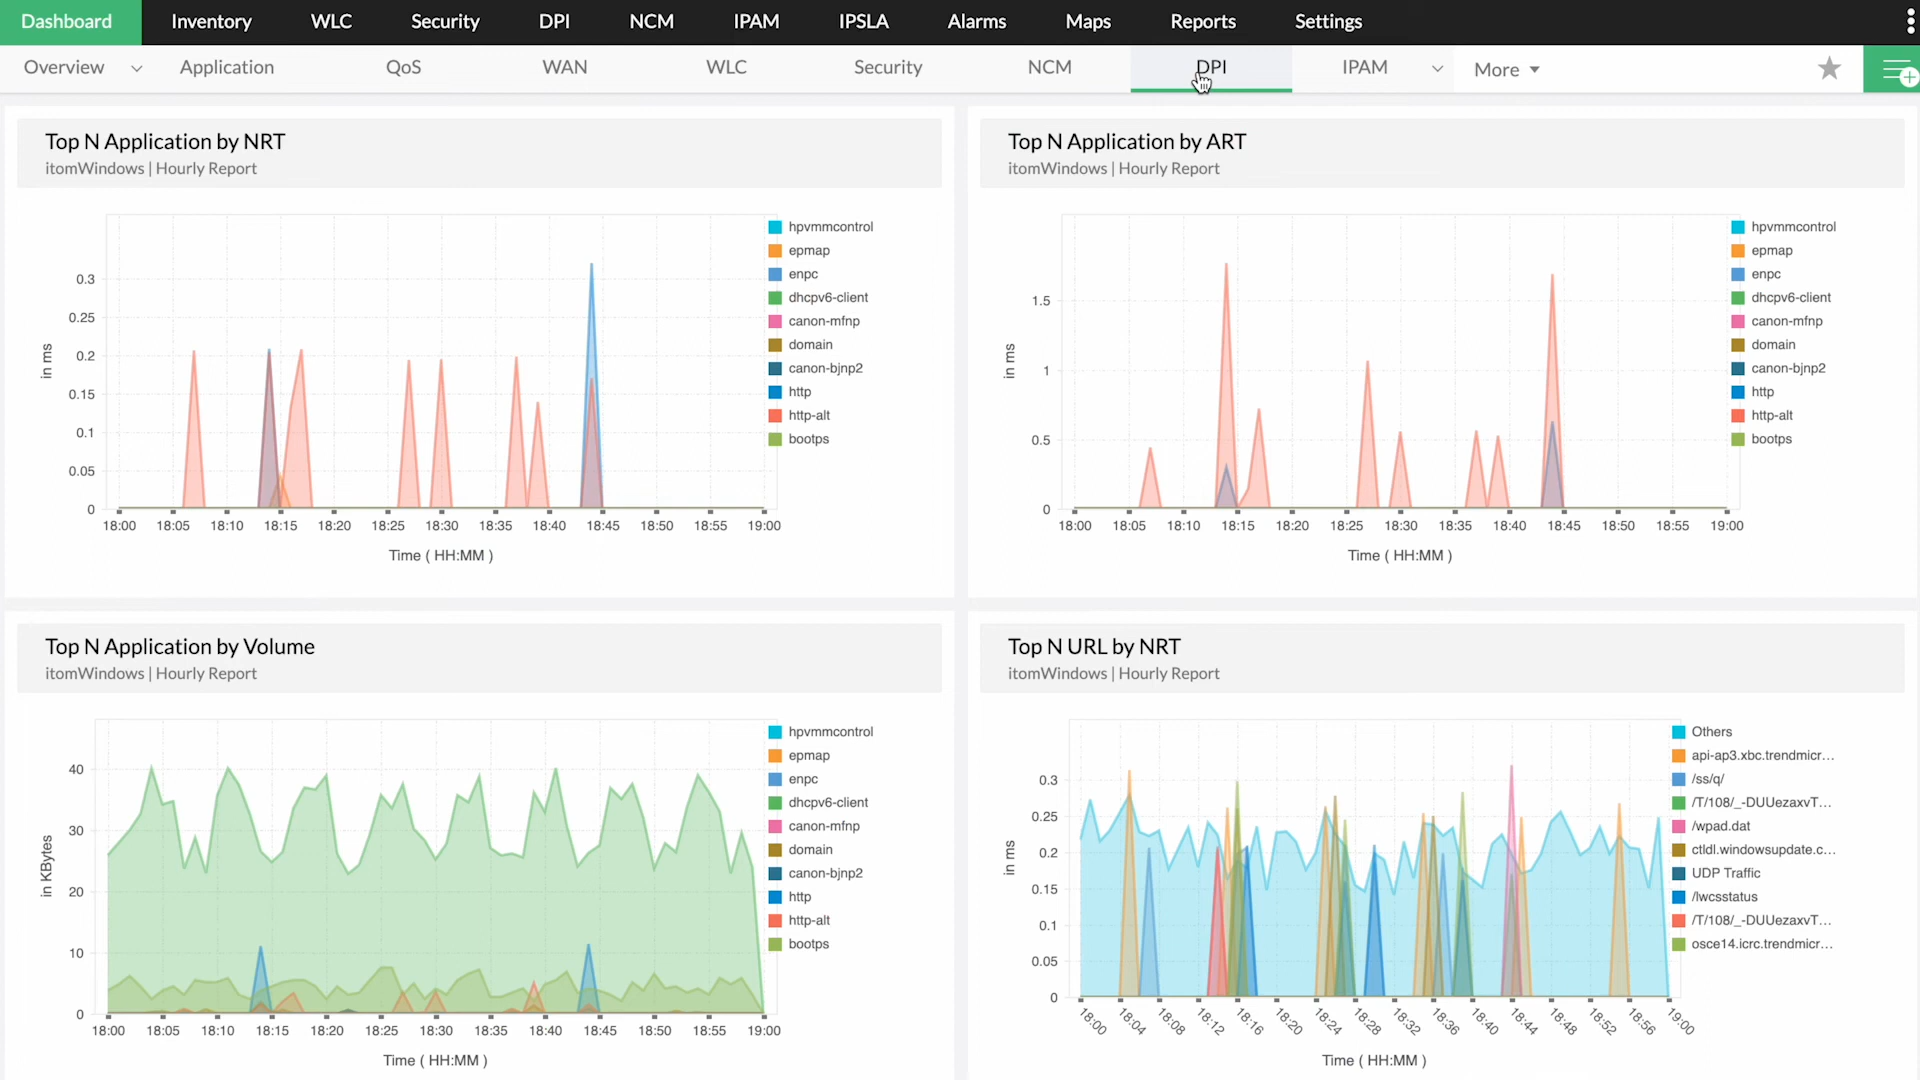 Dashboard Inventory WLC Security DPI NCM IPAM IPSLA Alarms Maps Reports Settings
Overview Application QoS WAN WLC Security NCM DPI IPAM More
Top N Application by NRT
itomWindows | Hourly Report
in ms
0.3
0.25
0.2
0.15
0.1
0.05
0
18:00 18:05 18:10 18:15 18:20 18:25 18:30 18:35 18:40 18:45 18:50 18:55 19:00
Time ( HH:MM )
hpvmmcontrol
epmap
enpc
dhcpv6-client
canon-mfnp
domain
canon-bjnp2
http
http-alt
bootps
Top N Application by ART
itomWindows | Hourly Report
in ms
1.5
1
0.5
0
18:00 18:05 18:10 18:15 18:20 18:25 18:30 18:35 18:40 18:45 18:50 18:55 19:00
Time ( HH:MM )
hpvmmcontrol
epmap
enpc
dhcpv6-client
canon-mfnp
domain
canon-bjnp2
http
http-alt
bootps
Top N Application by Volume
itomWindows | Hourly Report
in KBytes
40
30
20
10
0
18:00 18:05 18:10 18:15 18:20 18:25 18:30 18:35 18:40 18:45 18:50 18:55 19:00
Time ( HH:MM )
hpvmmcontrol
epmap
enpc
dhcpv6-client
canon-mfnp
domain
canon-bjnp2
http
http-alt
bootps
Top N URL by NRT
itomWindows | Hourly Report
in ms
0.3
0.25
0.2
0.15
0.1
0.05
0
18:00 18:04 18:08 18:12 18:16 18:20 18:24 18:28 18:32 18:36 18:40 18:44 18:48 18:52 18:56 19:00
Time ( HH:MM )
Others
api-ap3.xbc.trendmicr...
/ss/q/
/T/108/_-DUUezaxvT...
/wpad.dat
ctldl.windowsupdate.c...
UDP Traffic
/lwcsstatus
/T/108/_-DUUezaxvT...
osce14.icrc.trendmicr...